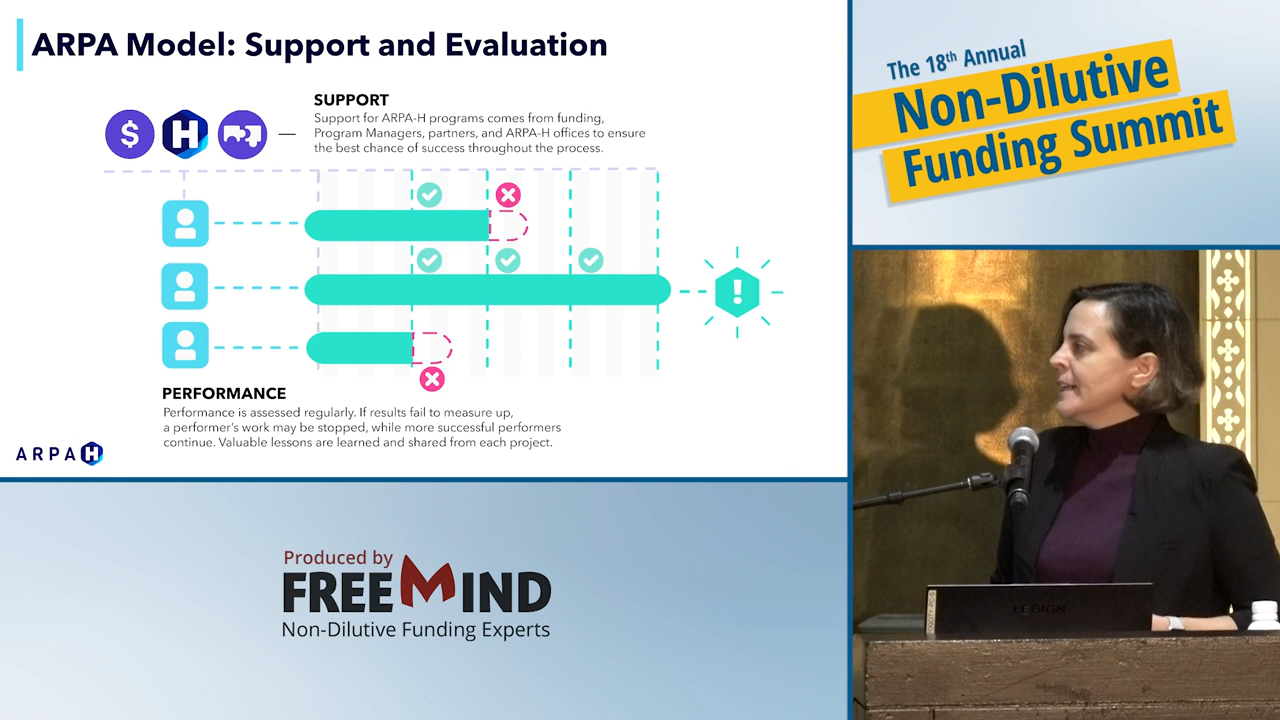 ARPA Model: Support and Evaluation
$
H
SUPPORT
Support for ARPA-H programs comes from funding,
Program Managers, partners, and ARPA-H offices to ensure
the best chance of success throughout the process.
!
PERFORMANCE
Performance is assessed regularly. If results fail to measure up,
a performer's work may be stopped, while more successful performers
continue. Valuable lessons are learned and shared from each project.
ARPA H
The 18th Annual
Non-Dilutive
Funding Summit
LEGION
Produced by
FREEMIND
Non-Dilutive Funding Experts